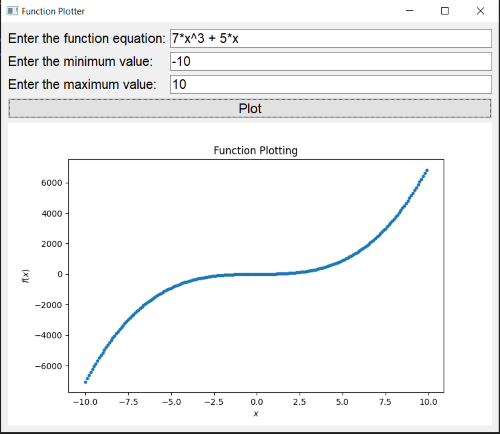 Function Plotter
Enter the function equation: 7*x^3 + 5*x
Enter the minimum value: -10
Enter the maximum value: 10
Plot
Function Plotting
6000
4000
2000
0
−2000
−4000
−6000
f(x)
−10.0 −7.5 −5.0 −2.5 0.0 2.5 5.0 7.5 10.0
x